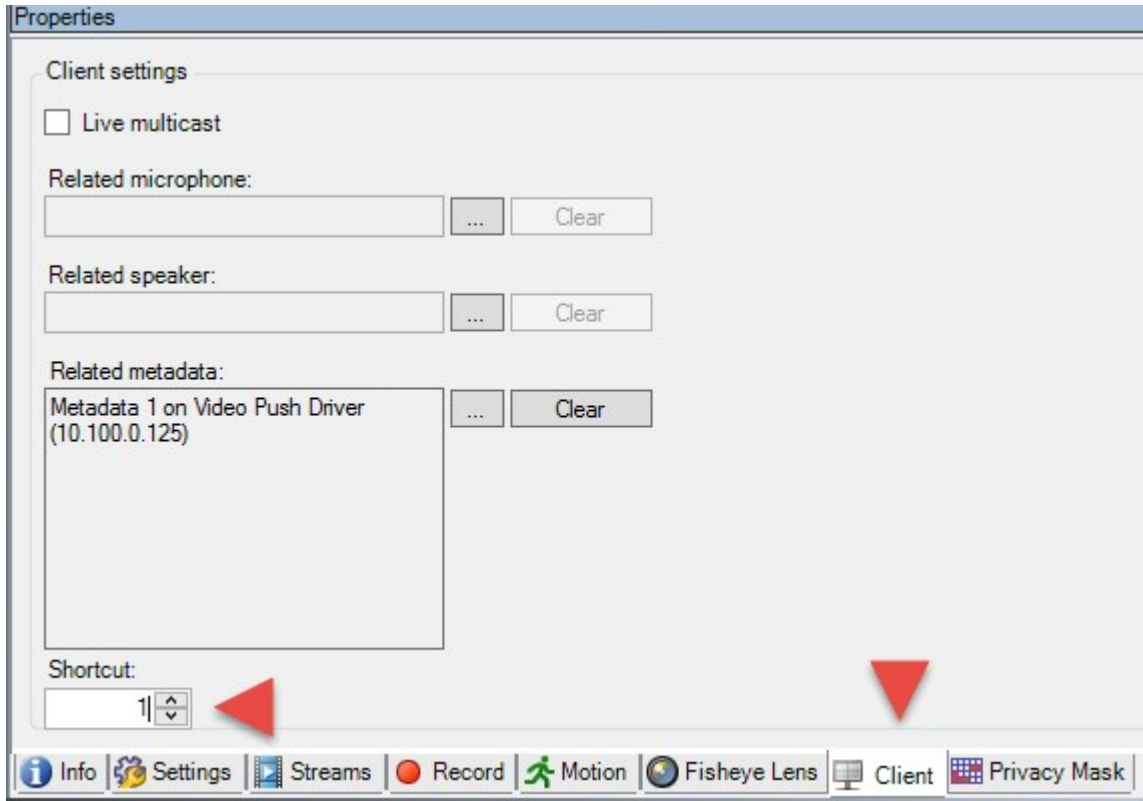 Properties
Client settings
Live multicast
Related microphone:
... Clear
Related speaker:
... Clear
Related metadata:
Metadata 1 on Video Push Driver
(10.100.0.125)
... Clear
Shortcut:
1
Info Settings Streams Record Motion Fisheye Lens Client Privacy Mask